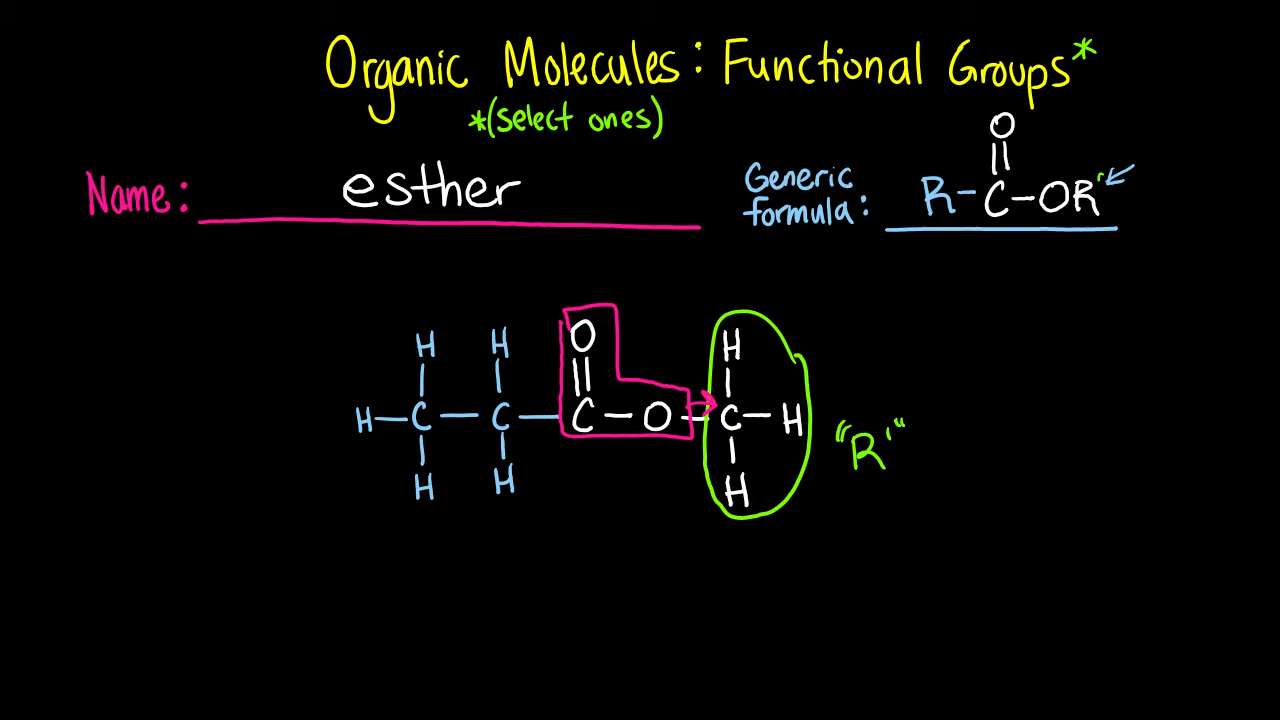 Organic Molecules: Functional Groups*
*(select ones)
Name: esther
Generic formula:
O
R-C-OR'
H H O H
H-C-C-C-O-C-H
H H H
"R'"